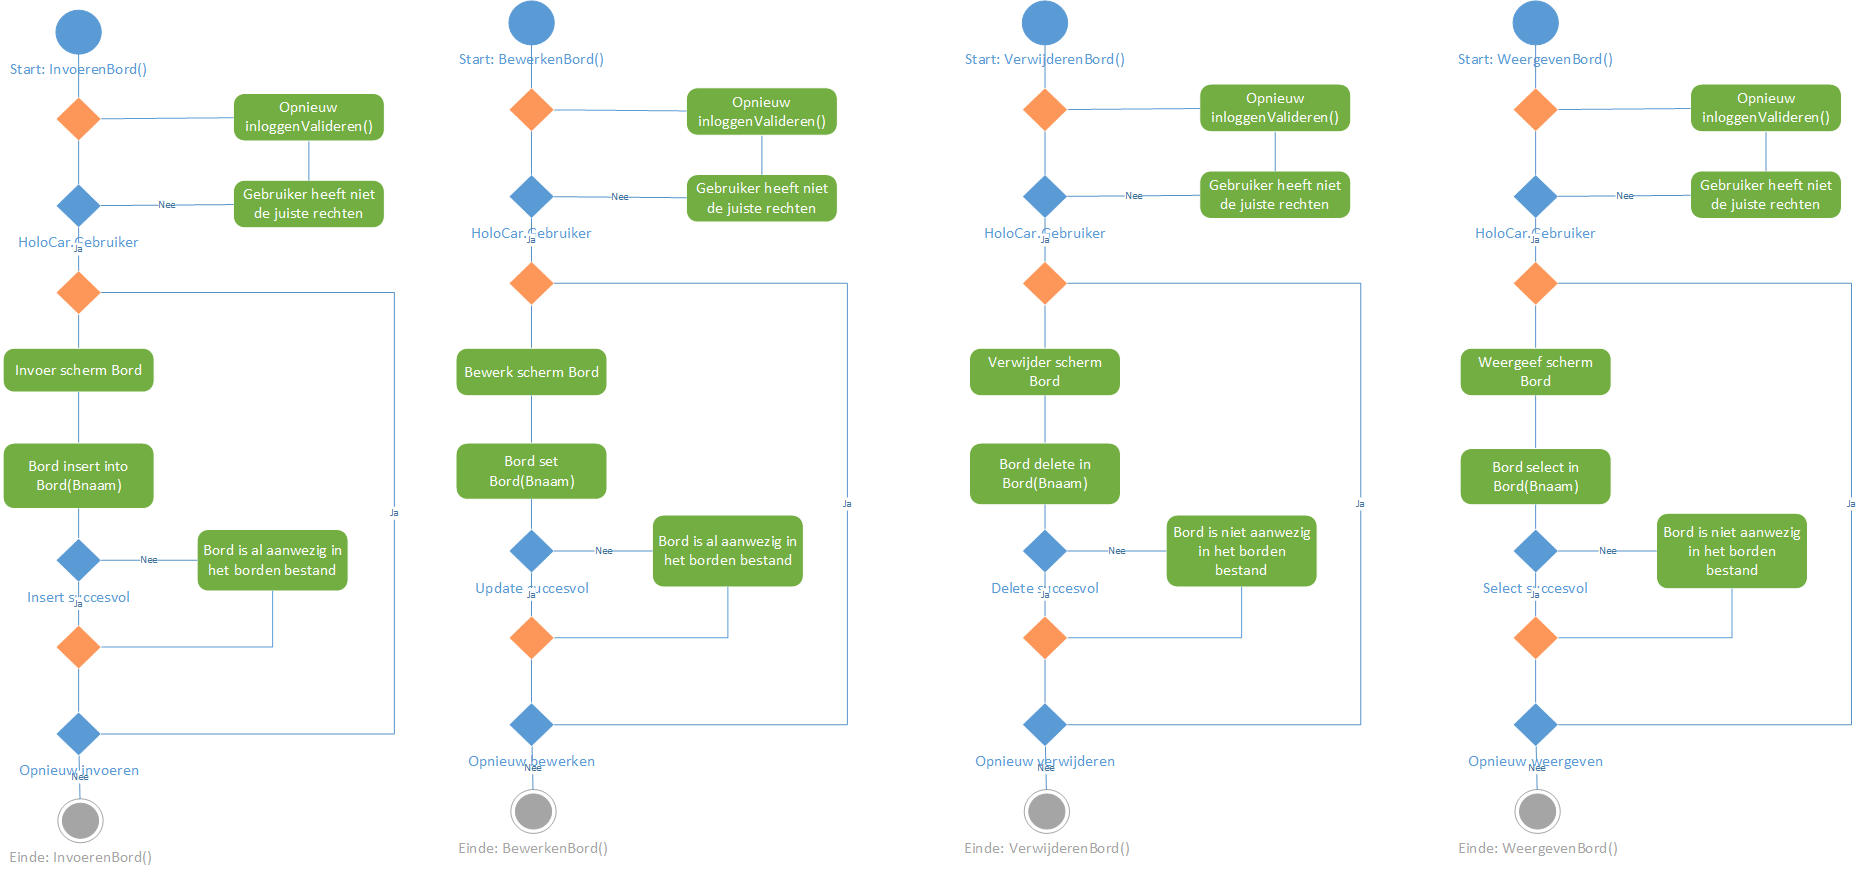 Start: InvoerenBord()
Opnieuw
inloggenValideren()
Nee
Gebruiker heeft niet
de juiste rechten
HoloCar.Gebruiker
Ja
Invoer scherm Bord
Bord insert into
Bord(Bnaam)
Ja
Nee
Bord is al aanwezig in
het borden bestand
Insert succesvol
Ja
Opnieuw invoeren
Nee
Einde: InvoerenBord()
Start: BewerkenBord()
Opnieuw
inloggenValideren()
Nee
Gebruiker heeft niet
de juiste rechten
HoloCar.Gebruiker
Ja
Bewerk scherm Bord
Bord set
Bord(Bnaam)
Ja
Nee
Bord is al aanwezig in
het borden bestand
Update succesvol
Ja
Opnieuw bewerken
Nee
Einde: BewerkenBord()
Start: VerwijderenBord()
Opnieuw
inloggenValideren()
Nee
Gebruiker heeft niet
de juiste rechten
HoloCar.Gebruiker
Ja
Verwijder scherm
Bord
Bord delete in
Bord(Bnaam)
Ja
Nee
Bord is niet aanwezig
in het borden
bestand
Delete succesvol
Ja
Opnieuw verwijderen
Nee
Einde: VerwijderenBord()
Start: WeergevenBord()
Opnieuw
inloggenValideren()
Nee
Gebruiker heeft niet
de juiste rechten
HoloCar.Gebruiker
Ja
Weergeef scherm
Bord
Bord select in
Bord(Bnaam)
Ja
Nee
Bord is niet aanwezig
in het borden
bestand
Select succesvol
Ja
Opnieuw weergeven
Nee
Einde: WeergevenBord()